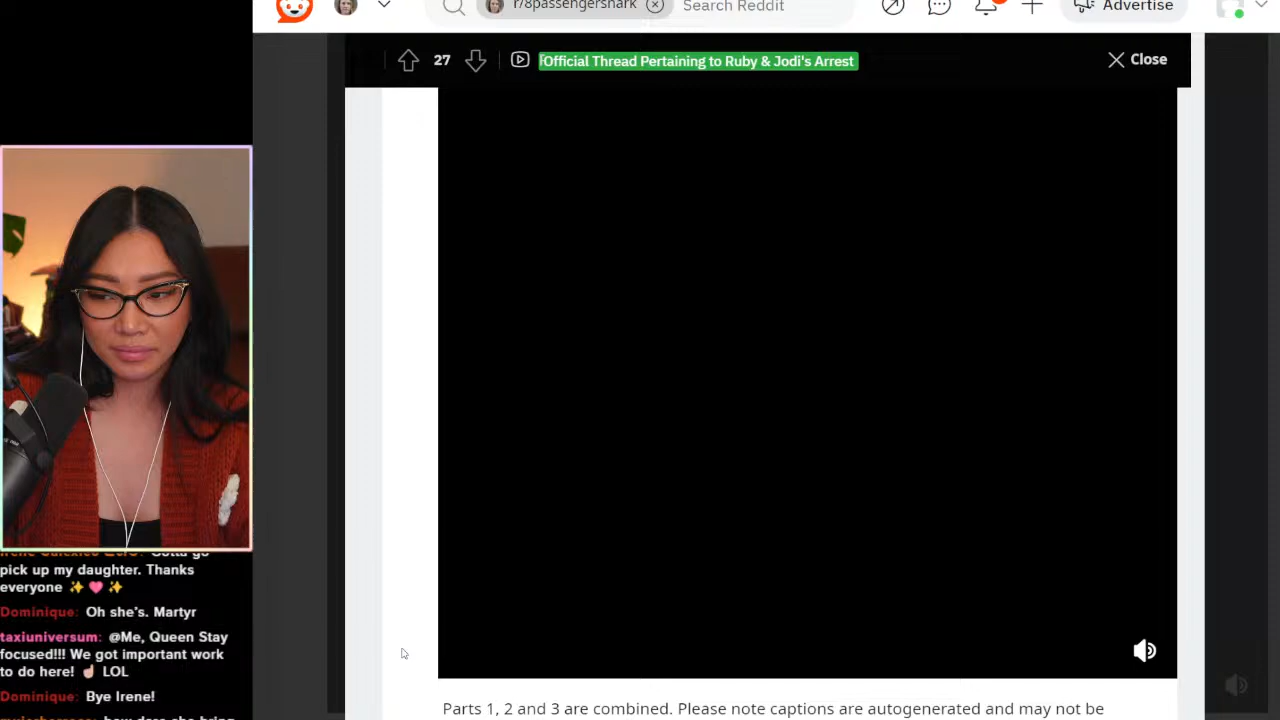 r/8passengersnark
Search Reddit
Advertise
27
Official Thread Pertaining to Ruby & Jodi's Arrest
Close
pick up my daughter. Thanks
everyone ✨ 💗 ✨
Dominique: Oh she's. Martyr
taxiuniversum: @Me, Queen Stay
focused!!! We got important work
to do here! ☝🏻 LOL
Dominique: Bye Irene!
Parts 1, 2 and 3 are combined. Please note captions are autogenerated and may not be